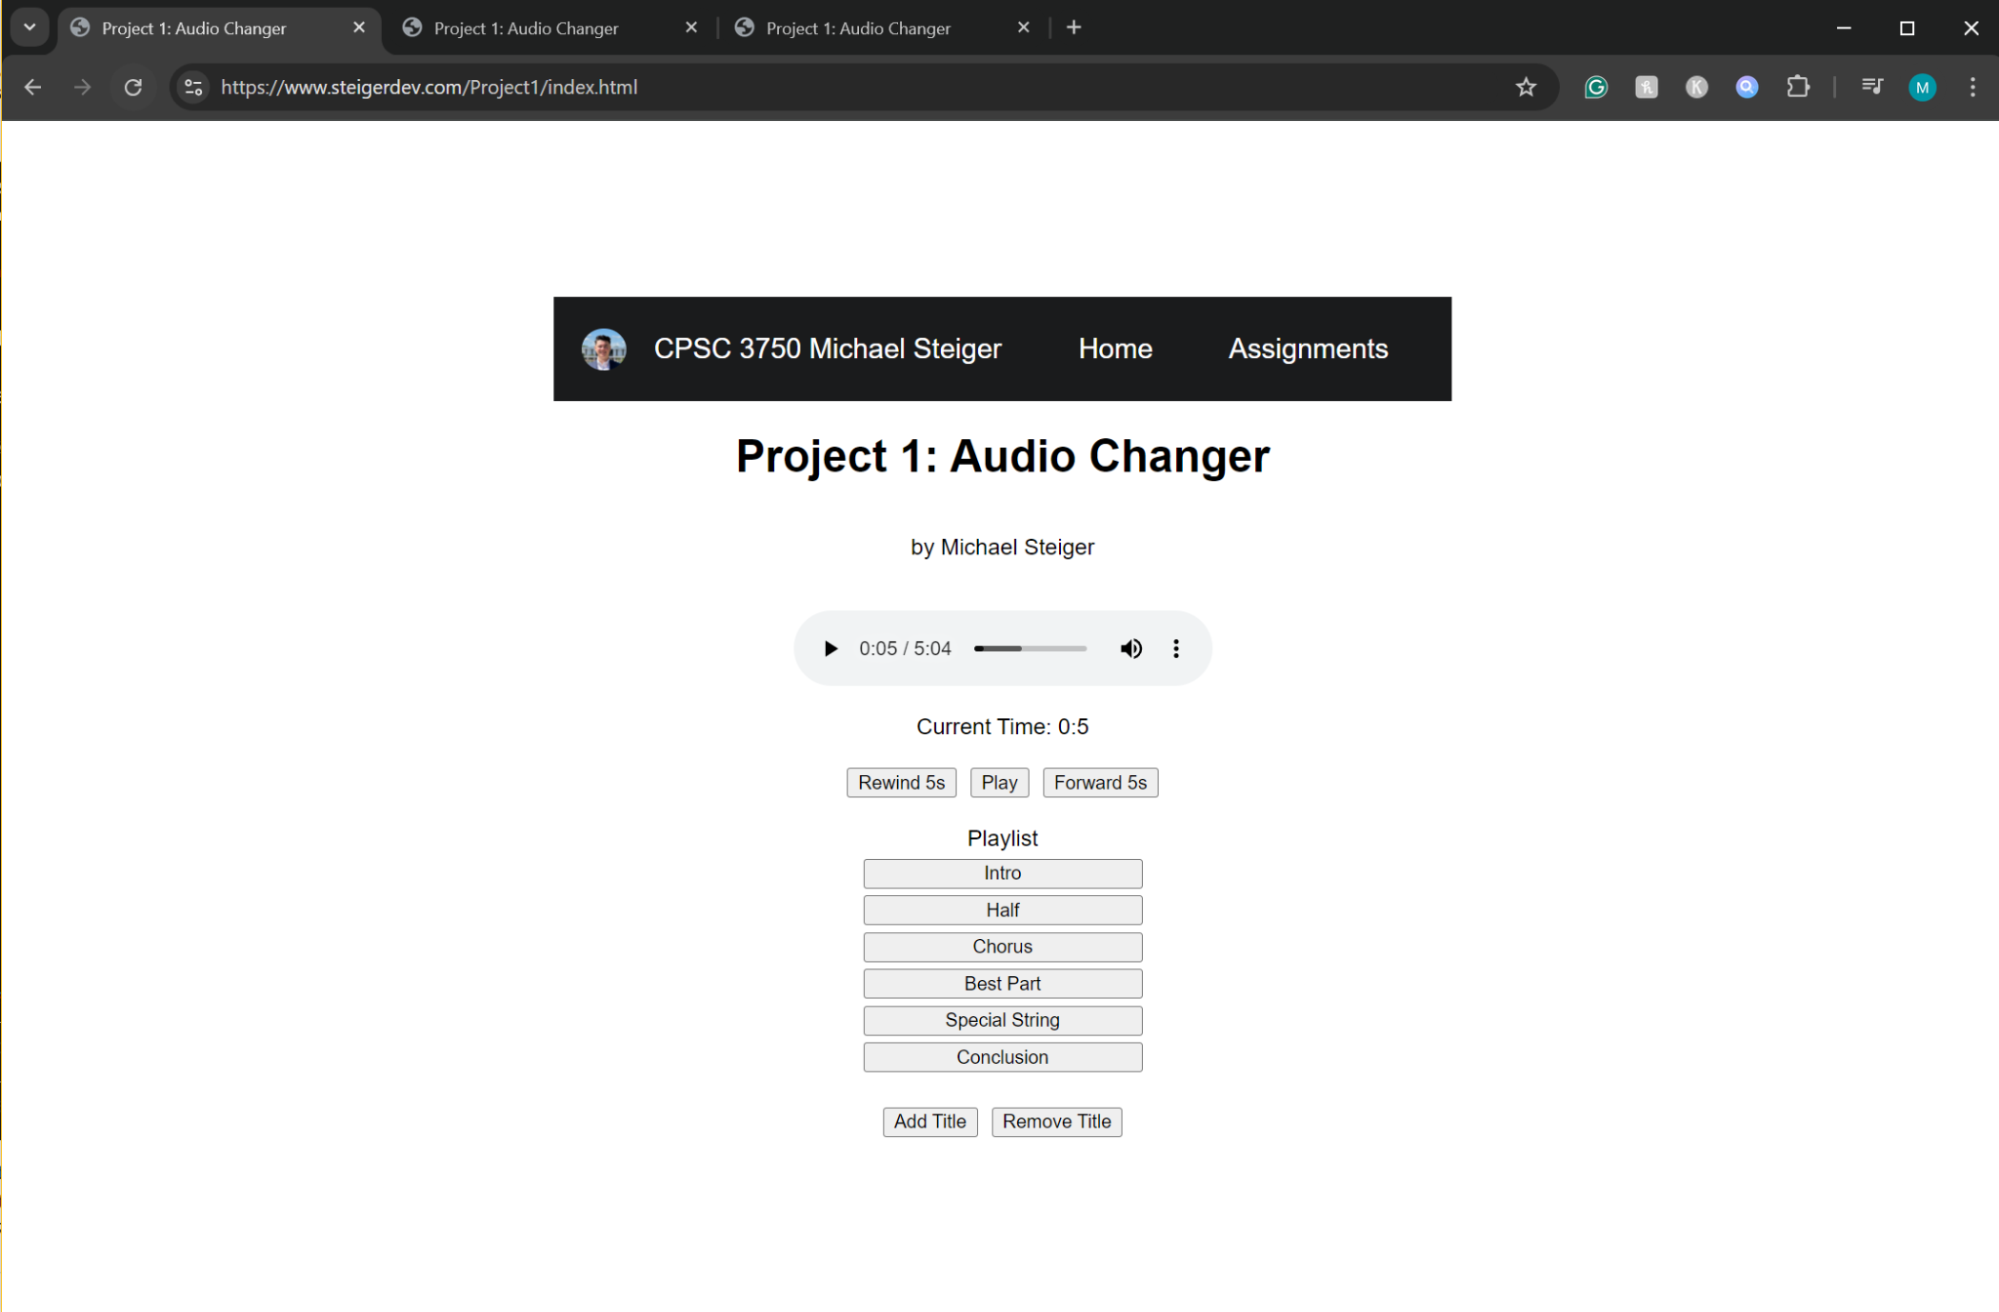 Project 1: Audio Changer
Project 1: Audio Changer
Project 1: Audio Changer
https://www.steigerdev.com/Project1/index.html
G
K
M
CPSC 3750 Michael Steiger Home Assignments
Project 1: Audio Changer
by Michael Steiger
0:05 / 5:04
Current Time: 0:5
Rewind 5s Play Forward 5s
Playlist
Intro
Half
Chorus
Best Part
Special String
Conclusion
Add Title Remove Title